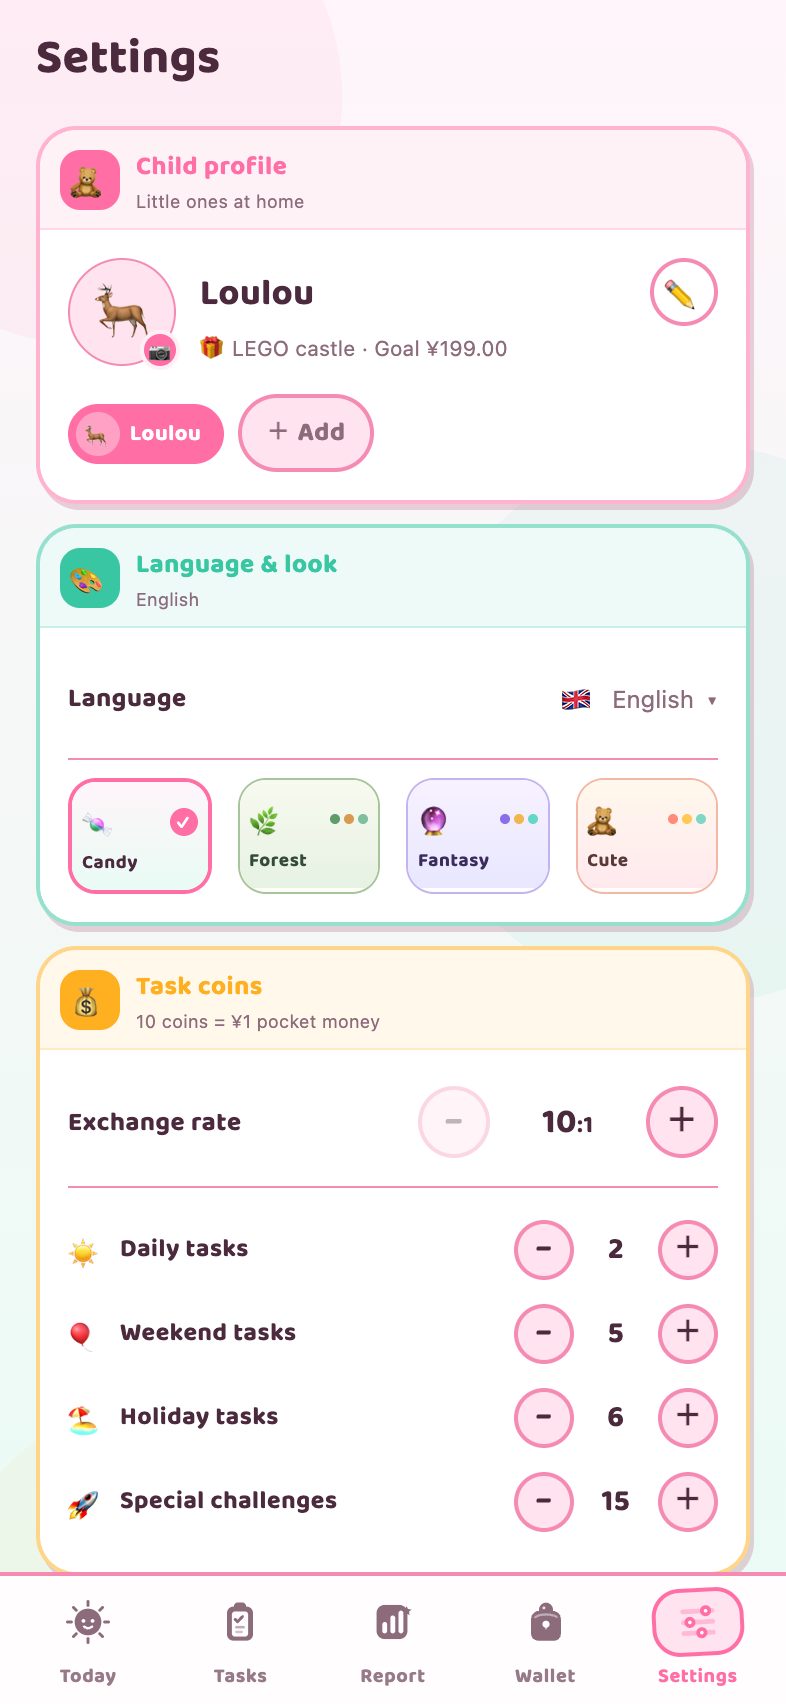 Settings
Child profile
Little ones at home
Loulou
LEGO castle · Goal ¥199.00
Loulou
+ Add
Language & look
English
Language
English ▾
Candy
Forest
Fantasy
Cute
Task coins
10 coins = ¥1 pocket money
Exchange rate
- 10:1 +
Daily tasks - 2 +
Weekend tasks - 5 +
Holiday tasks - 6 +
Special challenges - 15 +
Today Tasks Report Wallet Settings